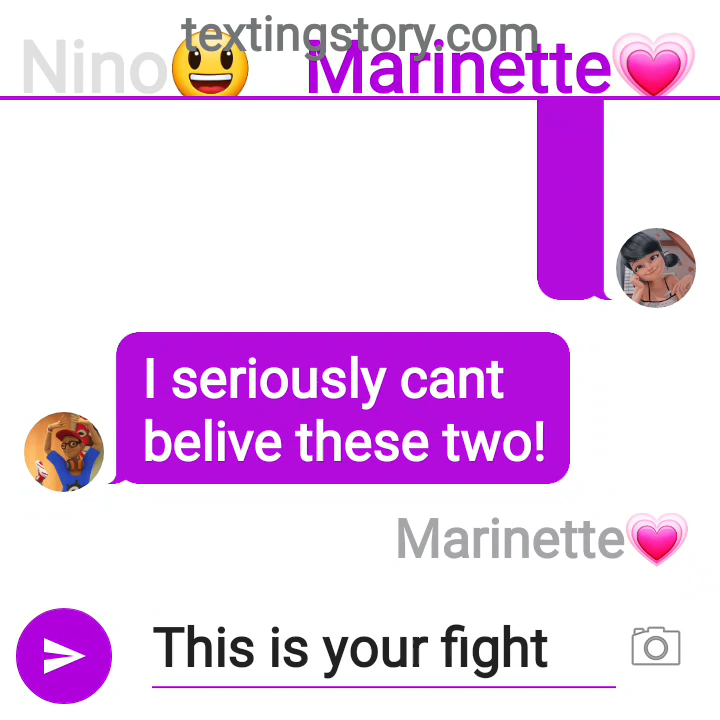 textingstory.com
Nino😃 Marinette💗
I seriously cant
belive these two!
Marinette💗
This is your fight